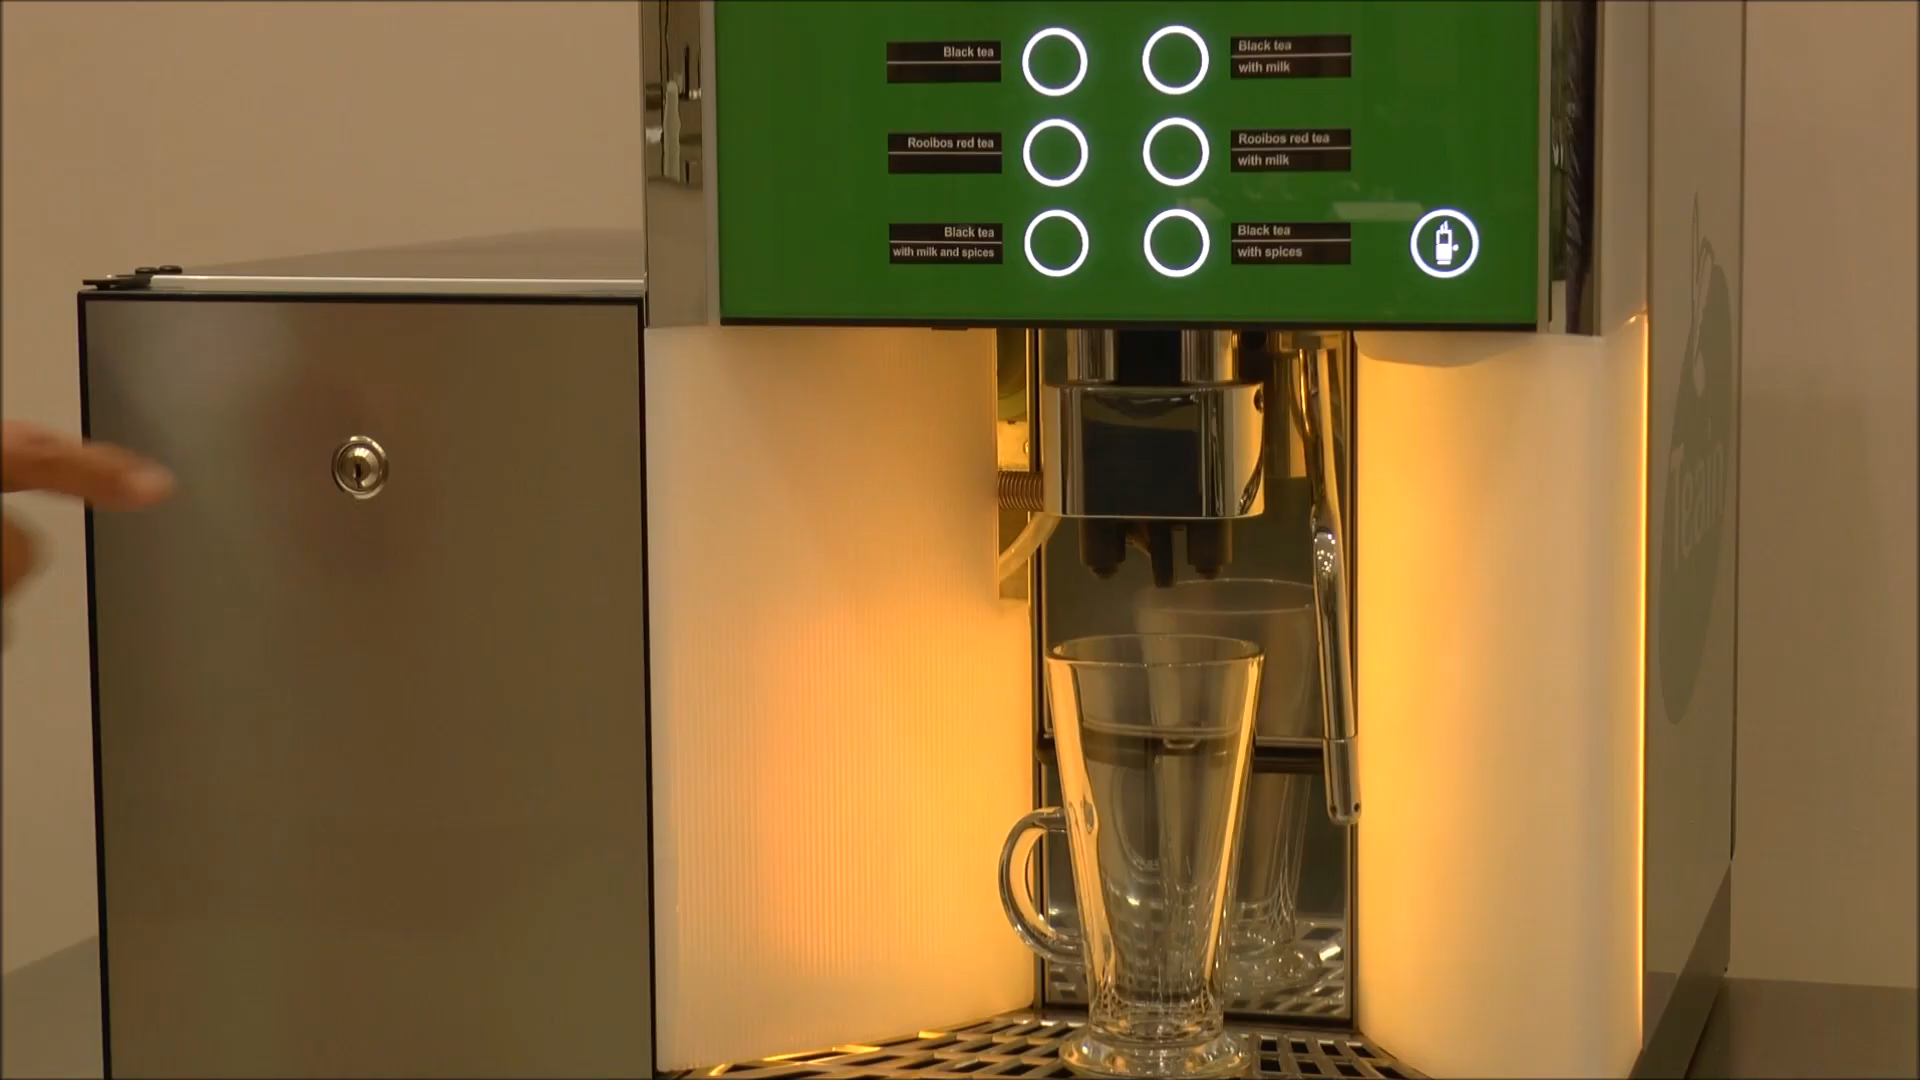 Black tea
Black tea
with milk
Rooibos red tea
Rooibos red tea
with milk
Black tea
with milk and spices
Black tea
with spices